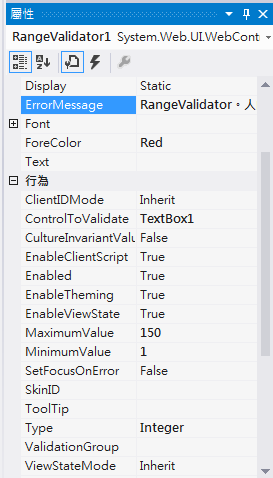 屬性
RangeValidator1 System.Web.UI.WebCont
Display Static
ErrorMessage RangeValidator。人
Font
ForeColor Red
Text
行為
ClientIDMode Inherit
ControlToValidate TextBox1
CultureInvariantValu False
EnableClientScript True
Enabled True
EnableTheming True
EnableViewState True
MaximumValue 150
MinimumValue 1
SetFocusOnError False
SkinID
ToolTip
Type Integer
ValidationGroup
ViewStateMode Inherit